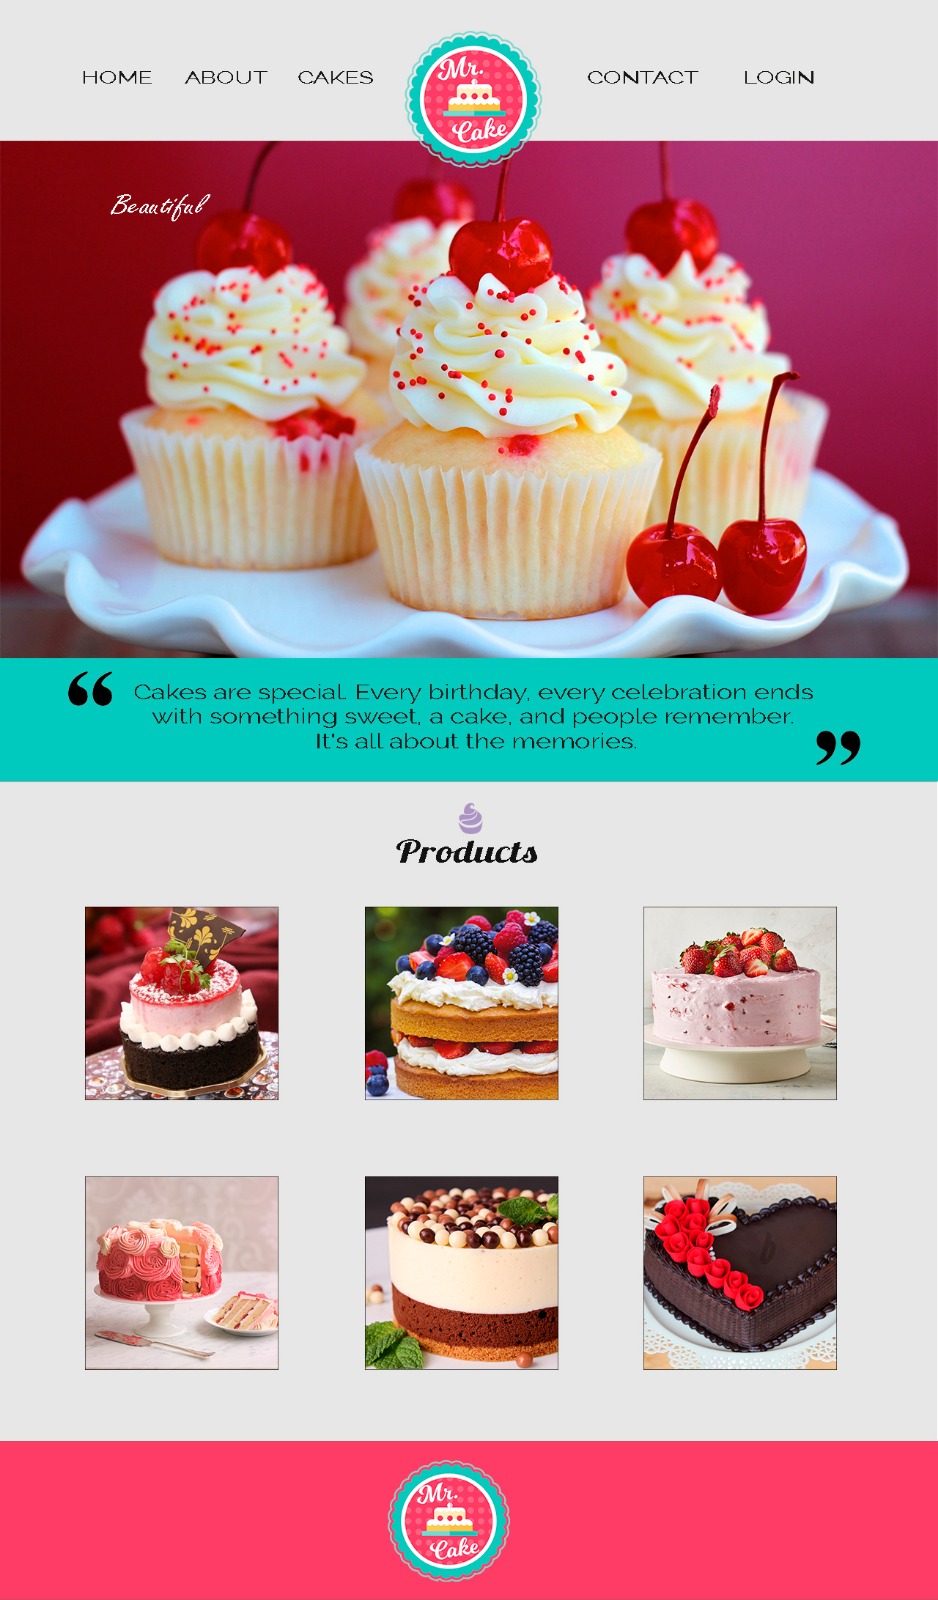 HOME ABOUT CAKES CONTACT LOGIN
Mr.
Cake
Beautiful
“ Cakes are special. Every birthday, every celebration ends
with something sweet, a cake, and people remember.
It's all about the memories. ”
Products
Mr.
Cake